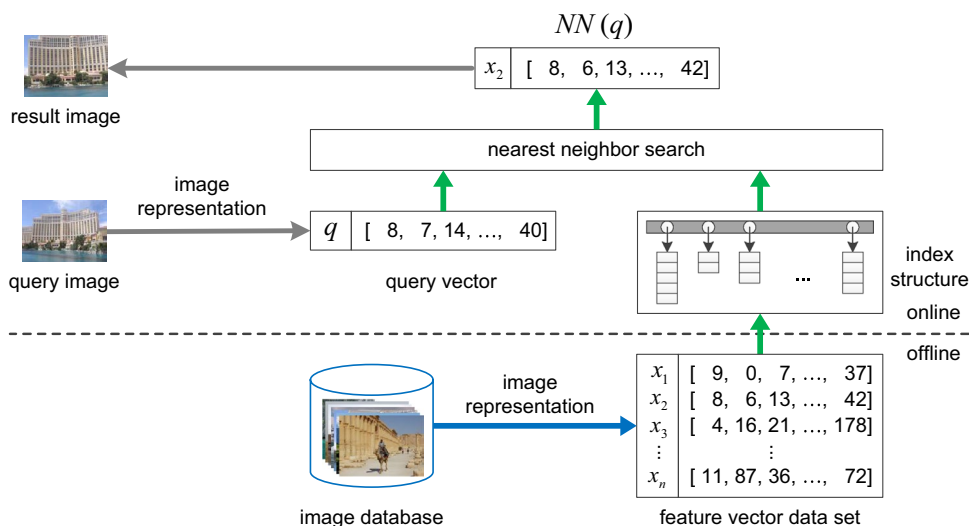 NN (q)
x₂ [ 8, 6, 13, ..., 42]
result image
nearest neighbor search
image
representation
q [ 8, 7, 14, ..., 40]
query image
query vector
...
index
structure
online
offline
image
representation
x₁ [ 9, 0, 7, ..., 37]
x₂ [ 8, 6, 13, ..., 42]
x₃ [ 4, 16, 21, ..., 178]
⋮ ⋮
xₙ [ 11, 87, 36, ..., 72]
image database
feature vector data set